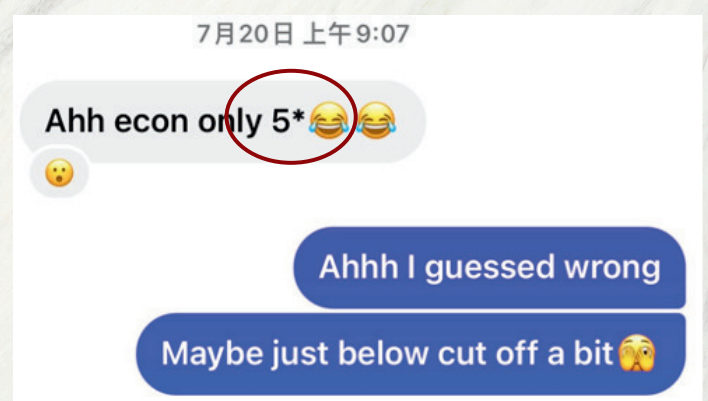 7月20日 上午9:07
Ahh econ only 5*😂😂
😮
Ahhh I guessed wrong
Maybe just below cut off a bit🫣